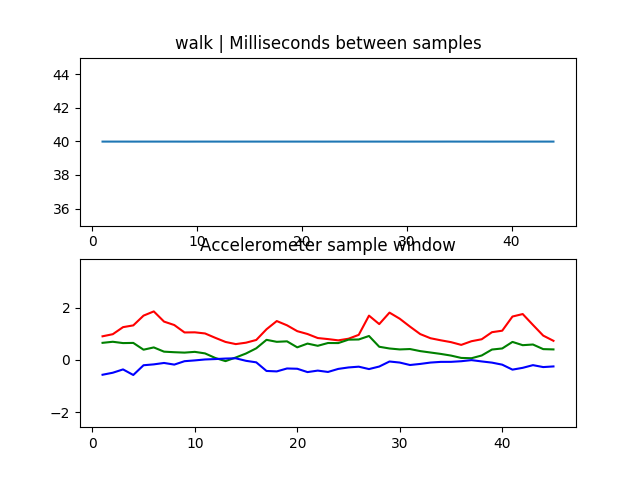 walk | Milliseconds between samples
44
42
40
38
36
0 10 20 30 40
Accelerometer sample window
2
0
−2
0 10 20 30 40